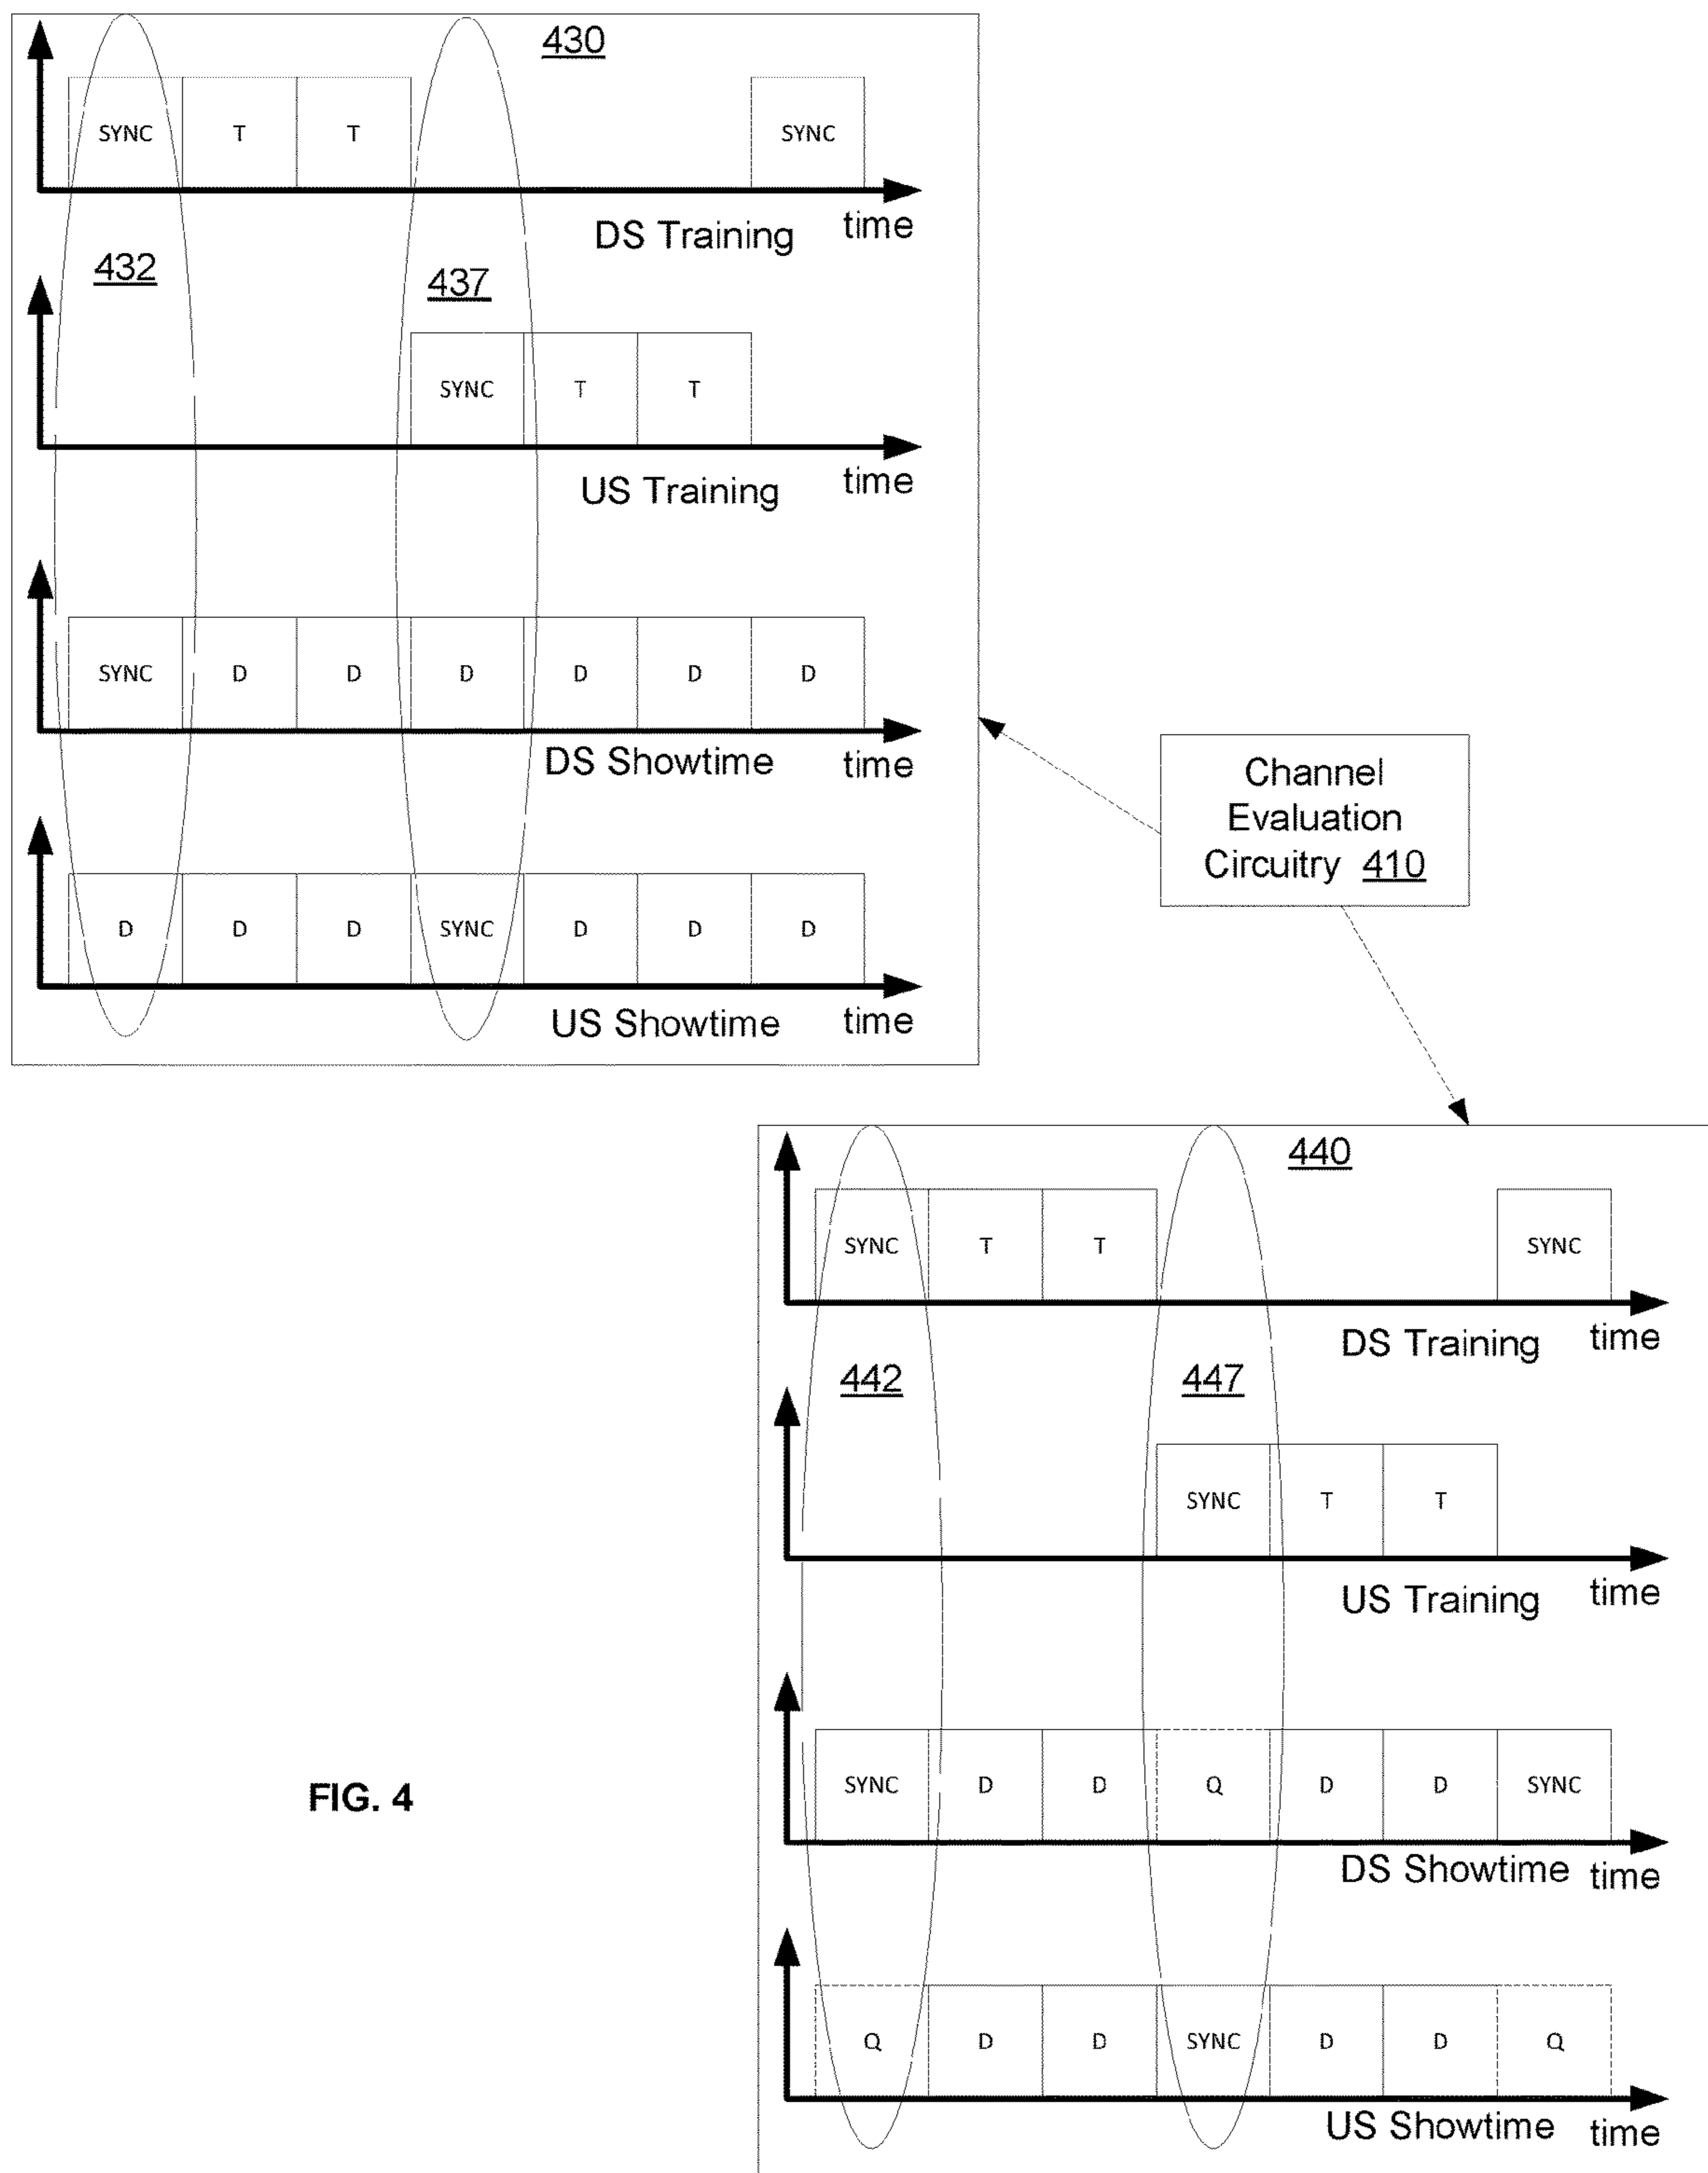 430
SYNC T T SYNC
time
DS Training
432
437
SYNC T T
time
US Training
SYNC D D D D D D
DS Showtime time
Channel
Evaluation
Circuitry 410
D D D SYNC D D D
US Showtime time
440
SYNC T T SYNC
DS Training time
442 447
SYNC T T
US Training time
SYNC D D Q D D SYNC
FIG. 4
DS Showtime time
Q D D SYNC D D Q
US Showtime time